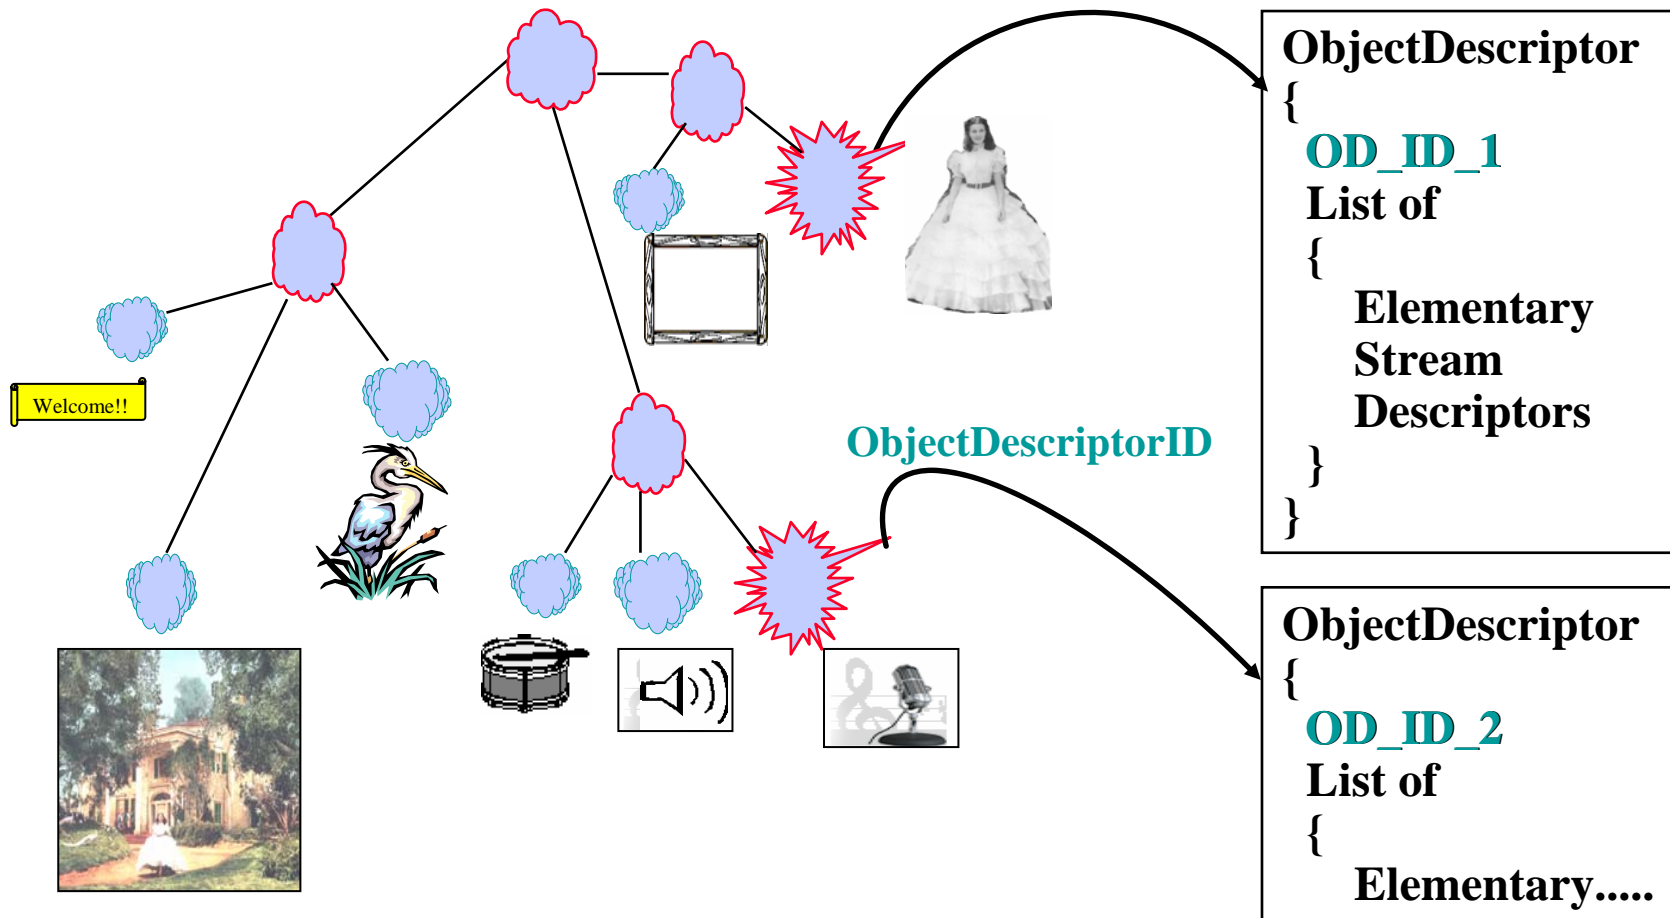 ObjectDescriptor
{
OD_ID_1
List of
{
Elementary
Stream
Descriptors
}
}
Welcome!!
ObjectDescriptorID
ObjectDescriptor
{
OD_ID_2
List of
{
Elementary.....